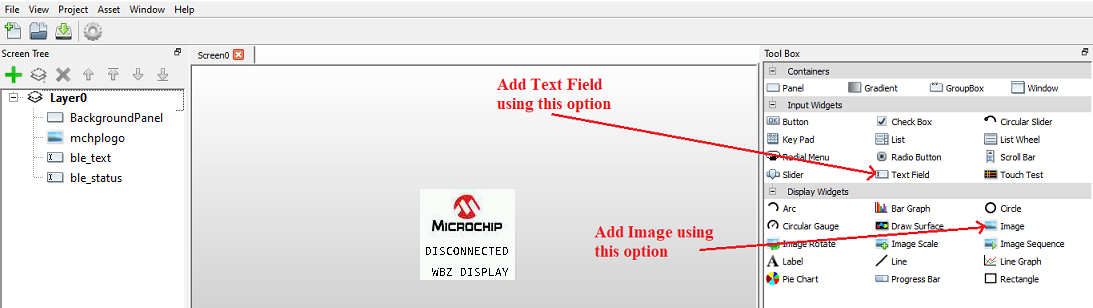 File View Project Asset Window Help
Screen Tree
Layer0
BackgroundPanel
mchplogo
ble_text
ble_status
Screen0
Add Text Field
using this option
MICROCHIP
DISCONNECTED
WBZ DISPLAY
Add Image using
this option
Tool Box
Containers
Panel Gradient GroupBox Window
Input Widgets
Button Check Box Circular Slider
Key Pad List List Wheel
Radial Menu Radio Button Scroll Bar
Slider Text Field Touch Test
Display Widgets
Arc Bar Graph Circle
Circular Gauge Draw Surface Image
Image Rotate Image Scale Image Sequence
Label Line Line Graph
Pie Chart Progress Bar Rectangle